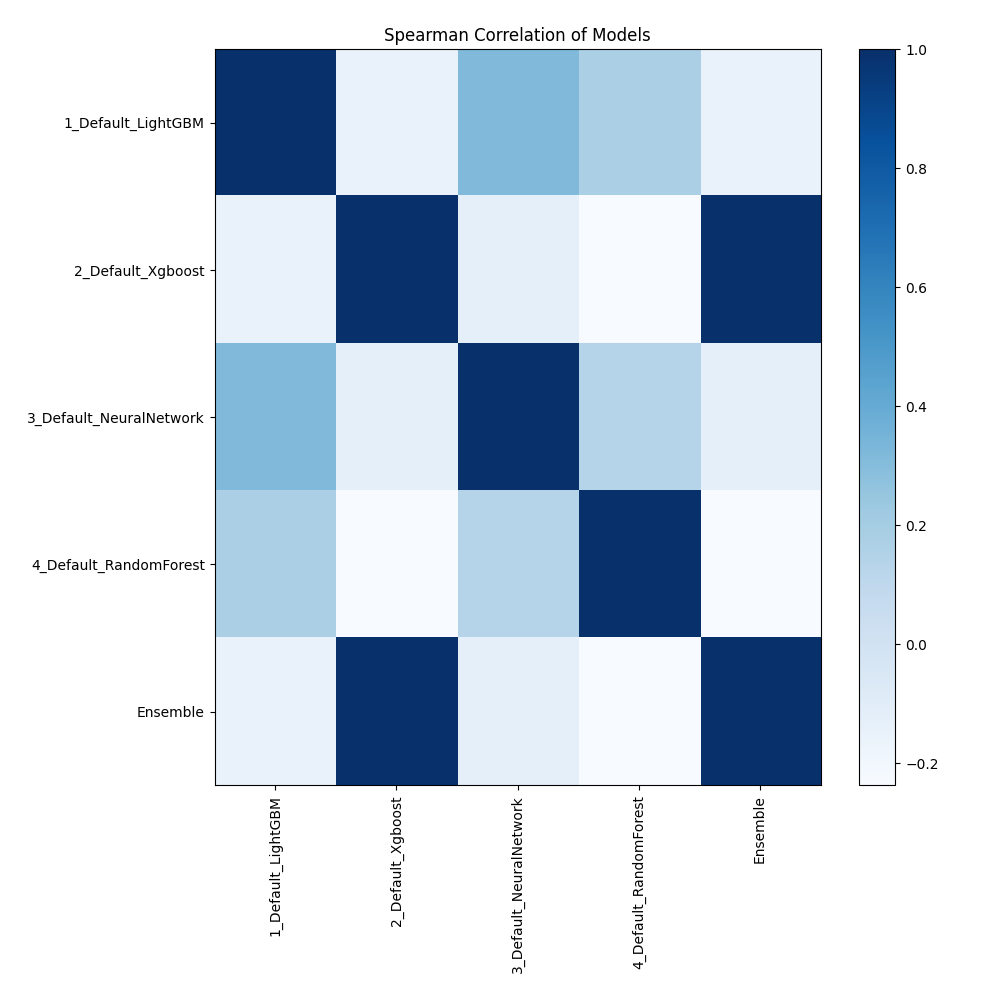 Spearman Correlation of Models
1_Default_LightGBM
2_Default_Xgboost
3_Default_NeuralNetwork
4_Default_RandomForest
Ensemble
1_Default_LightGBM
2_Default_Xgboost
3_Default_NeuralNetwork
4_Default_RandomForest
Ensemble
1.0
0.8
0.6
0.4
0.2
0.0
−0.2